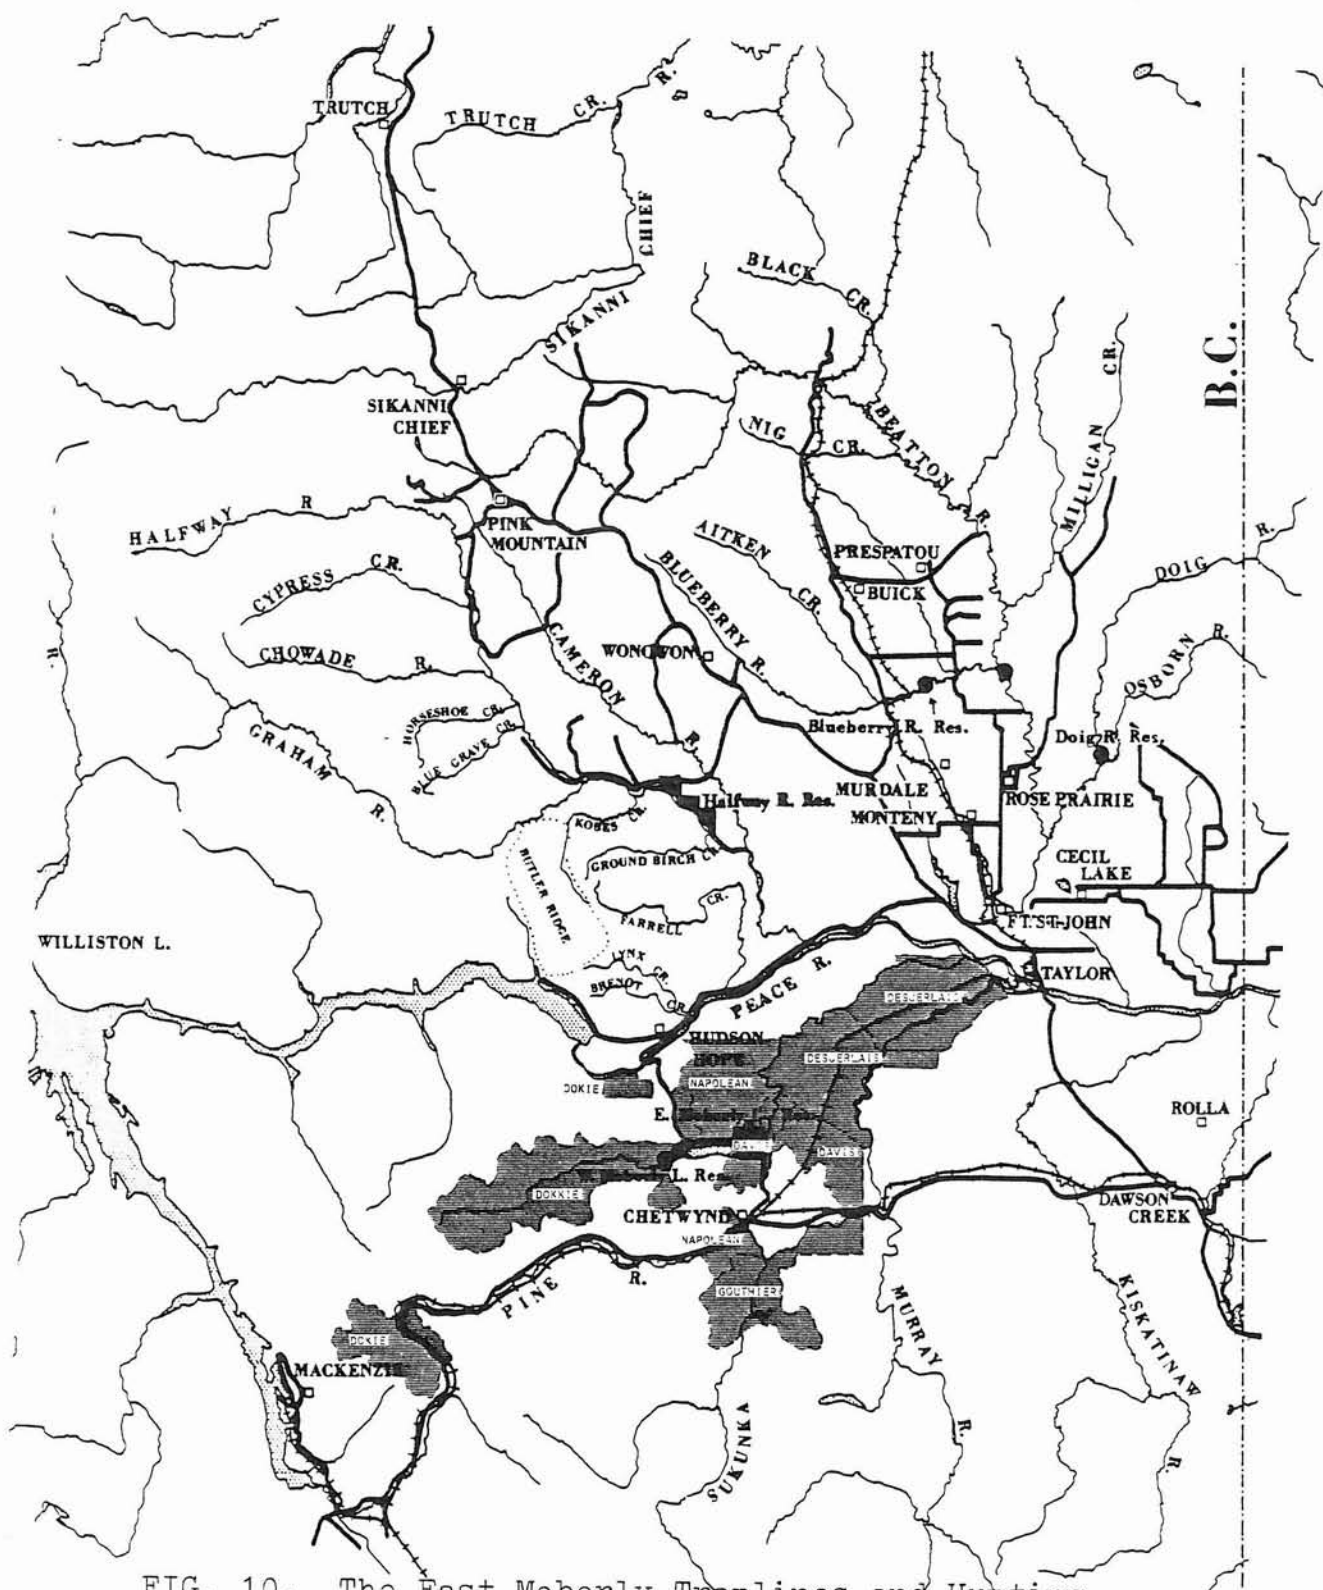 TRUTCH
TRUTCH CR.
R.
CHIEF
SIKANNI
BLACK CR.
B.C.
SIKANNI
CHIEF
NIG CR.
BEATTON
R.
MILLIGAN CR.
HALFWAY R
PINK
MOUNTAIN
AITKEN CR.
PRESPATOU
BUICK
DOIG R.
CYPRESS CR.
BLUEBERRY R.
CHOWADE R.
R.
CAMERON
R.
WONOWON
OSBORN R.
HORSESHOE CR.
BLUE GRAVE CR.
GRAHAM
R.
Blueberry R. Res.
Doig R. Res.
Halfway R. Res.
MURDALE
MONTENY
ROSE PRAIRIE
KOBES CR.
GROUND BIRCH CR.
BUTLER RIDGE
FARRELL CR.
CECIL
LAKE
FT. ST. JOHN
WILLISTON L.
LYNX CR.
BRENOT CR.
PEACE R.
TAYLOR
DESJERLAIS
HUDSON
HOPE
DESJERLAIS
DOKIE
NAPOLEAN
E. Moberly L. Res.
ROLLA
DAVIS
DAVIS
W. Moberly L. Res.
DOKKIE
CHETWYND
DAWSON
CREEK
NAPOLEAN
PINE R.
GOUTHIER
MURRAY
R.
KISKATINAW
R.
DOKIE
MACKENZIE
SUKUNKA
FIG. 10. The East Moberly Traplines and Hunting